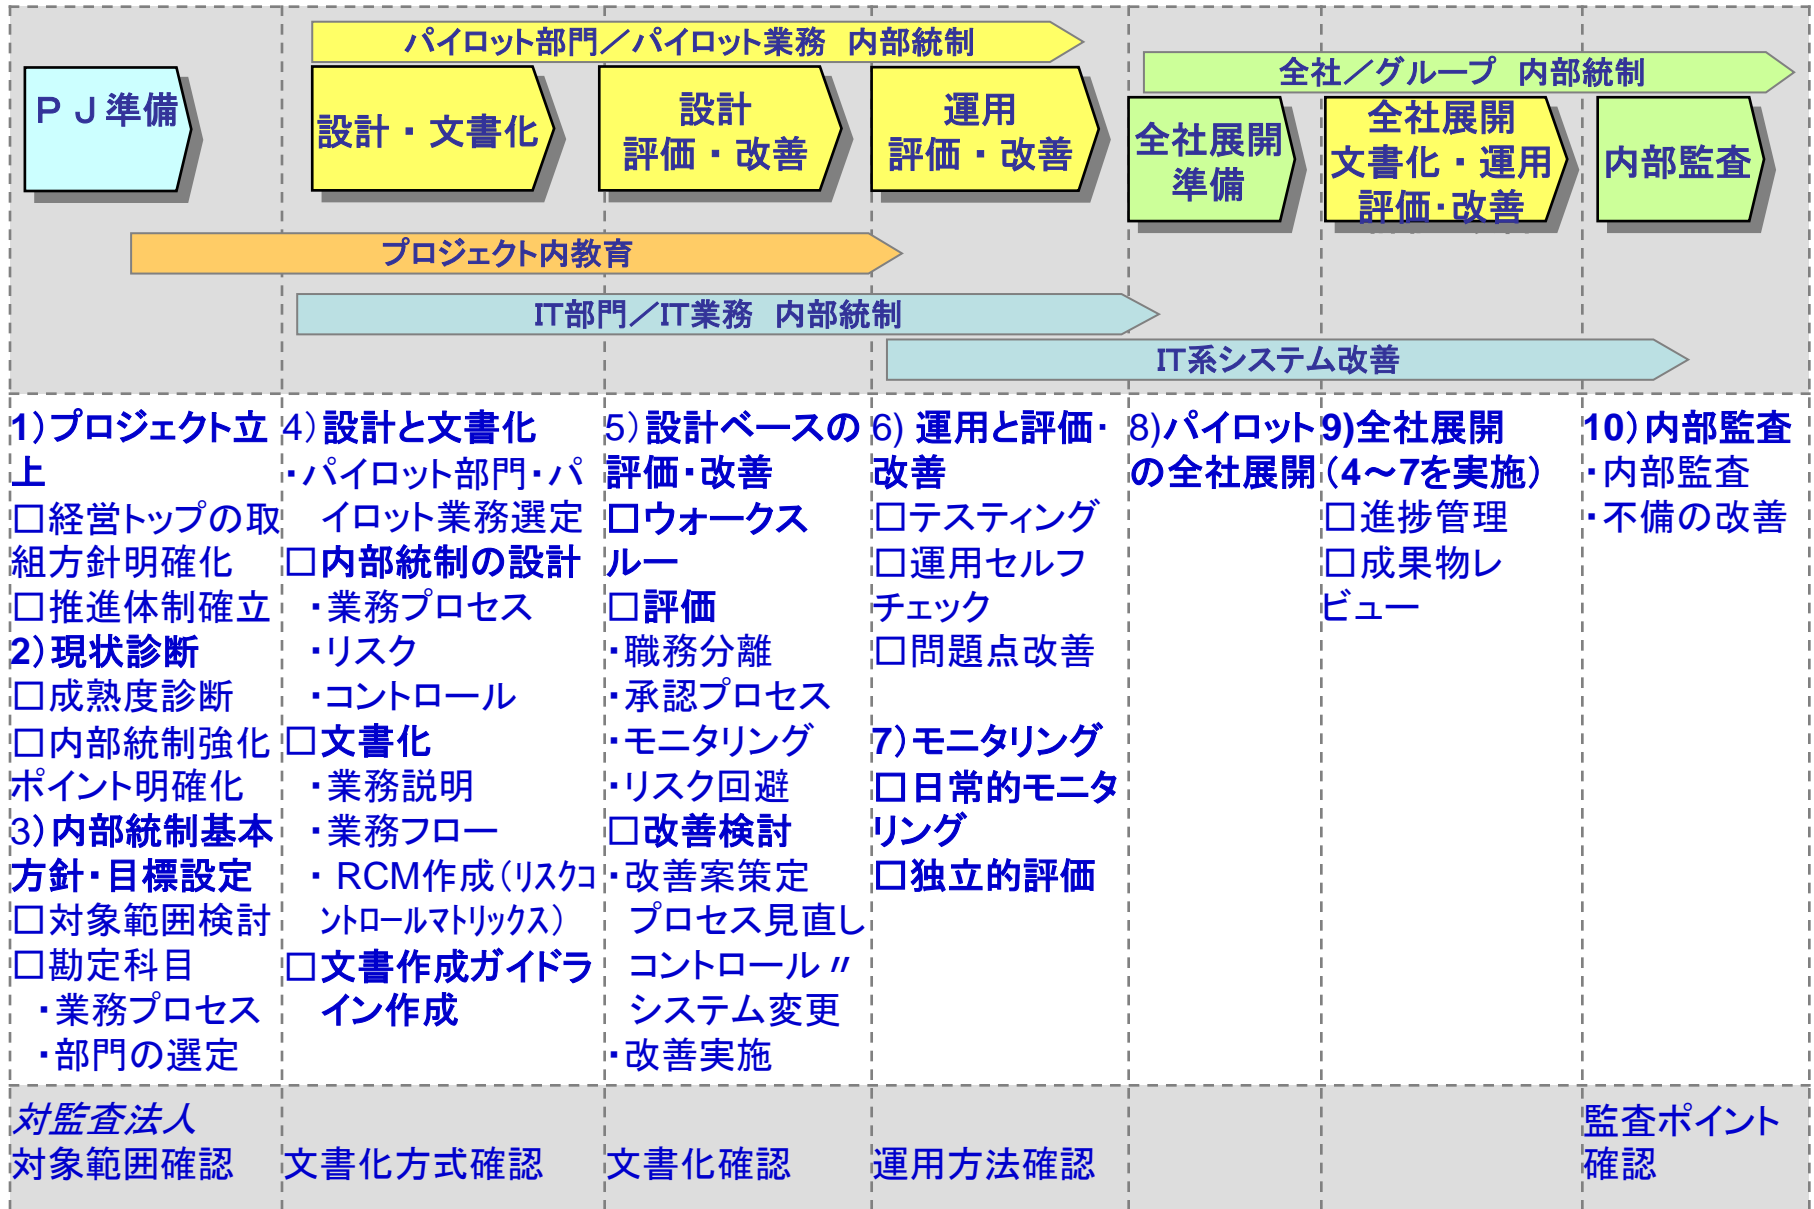 パイロット部門／パイロット業務　内部統制
全社／グループ　内部統制
ＰＪ準備
設計・文書化
設計
評価・改善
運用
評価・改善
全社展開
準備
全社展開
文書化・運用
評価・改善
内部監査
プロジェクト内教育
IT部門／IT業務　内部統制
IT系システム改善
1）プロジェクト立
上
□経営トップの取
組方針明確化
□推進体制確立
2）現状診断
□成熟度診断
□内部統制強化
ポイント明確化
3）内部統制基本
方針・目標設定
□対象範囲検討
□勘定科目
・業務プロセス
・部門の選定
4）設計と文書化
・パイロット部門・パ
イロット業務選定
□内部統制の設計
・業務プロセス
・リスク
・コントロール
□文書化
・業務説明
・業務フロー
・RCM作成（ﾘｽｸｺ
ﾝﾄﾛｰﾙﾏﾄﾘｯｸｽ）
□文書作成ガイドラ
イン作成
5）設計ベースの
評価・改善
□ウォークス
ルー
□評価
・職務分離
・承認プロセス
・モニタリング
・リスク回避
□改善検討
・改善案策定
プロセス見直し
コントロール〃
システム変更
・改善実施
6) 運用と評価・
改善
□テスティング
□運用セルフ
チェック
□問題点改善
7）モニタリング
□日常的モニタ
リング
□独立的評価
8)パイロット
の全社展開
9)全社展開
（4～7を実施）
□進捗管理
□成果物レ
ビュー
10）内部監査
・内部監査
・不備の改善
対監査法人
対象範囲確認
文書化方式確認
文書化確認
運用方法確認
監査ポイント
確認